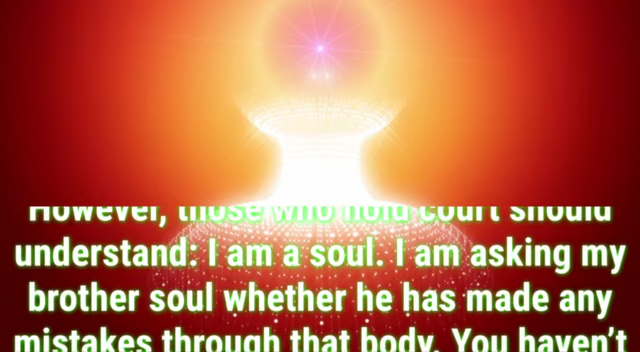 However, those who hold court should
understand: I am a soul. I am asking my
brother soul whether he has made any
mistakes through that body. You haven't